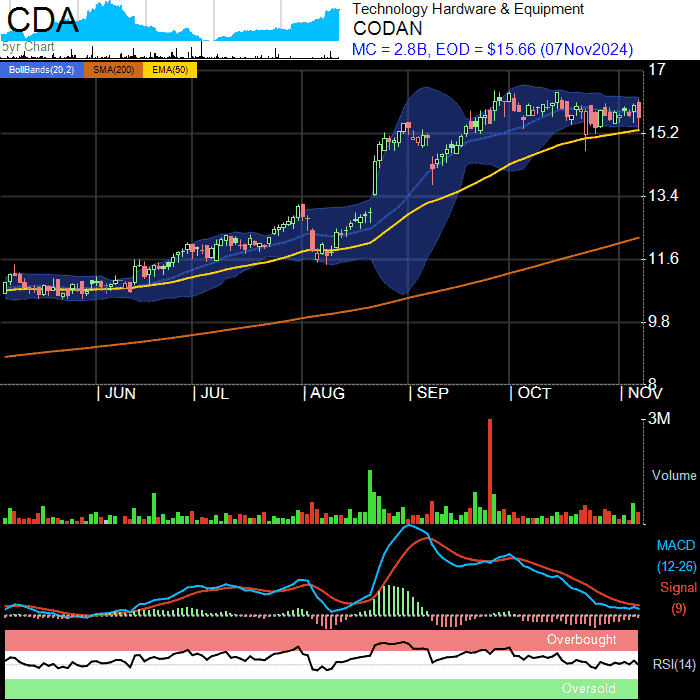 CDA
5yr Chart
Technology Hardware & Equipment
CODAN
MC = 2.8B, EOD = $15.66 (07Nov2024)
BollBands(20,2) SMA(200) EMA(50)
17
15.2
13.4
11.6
9.8
8
JUN JUL AUG SEP OCT NOV
3M
Volume
MACD
(12-26)
Signal
(9)
Overbought
RSI(14)
Oversold